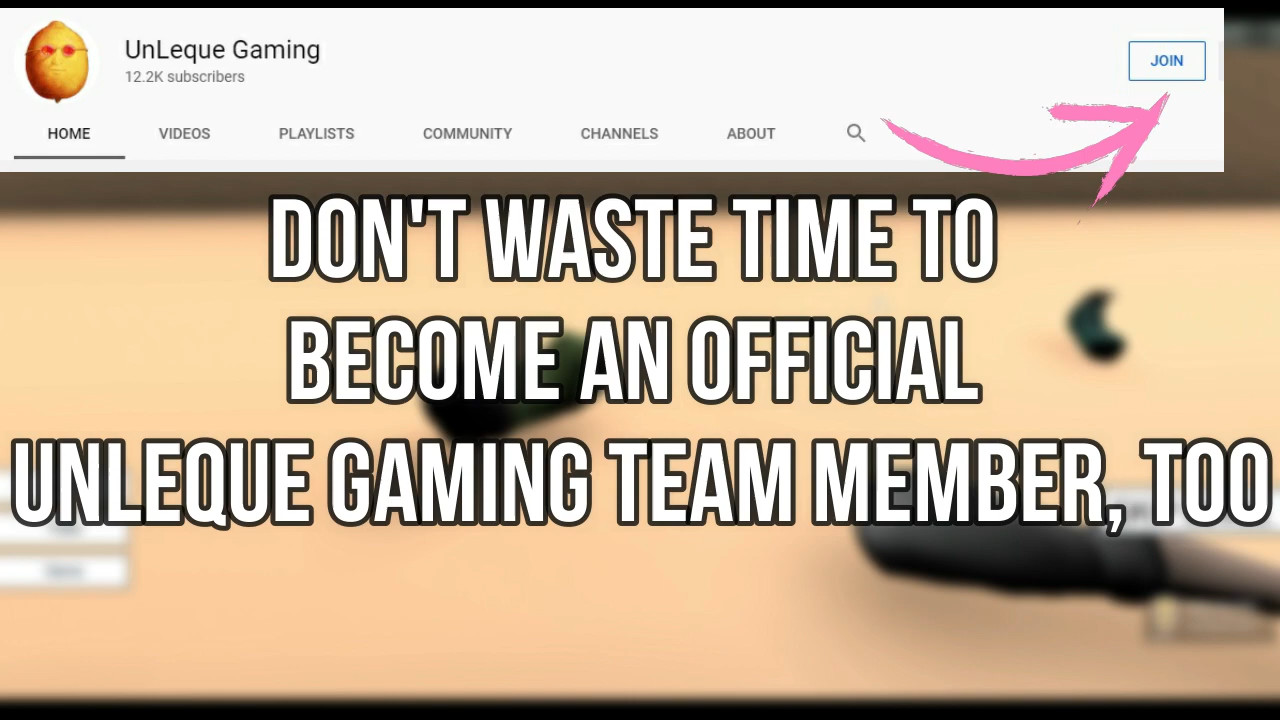 UnLeque Gaming
12.2K subscribers
JOIN
HOME VIDEOS PLAYLISTS COMMUNITY CHANNELS ABOUT
DON'T WASTE TIME TO
BECOME AN OFFICIAL
UNLEQUE GAMING TEAM MEMBER, TOO